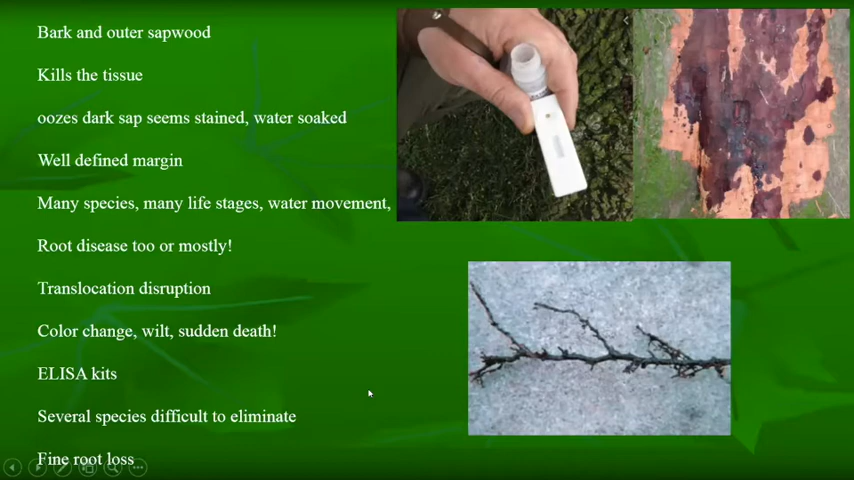 Bark and outer sapwood
Kills the tissue
oozes dark sap seems stained, water soaked
Well defined margin
Many species, many life stages, water movement,
Root disease too or mostly!
Translocation disruption
Color change, wilt, sudden death!
ELISA kits
Several species difficult to eliminate
Fine root loss